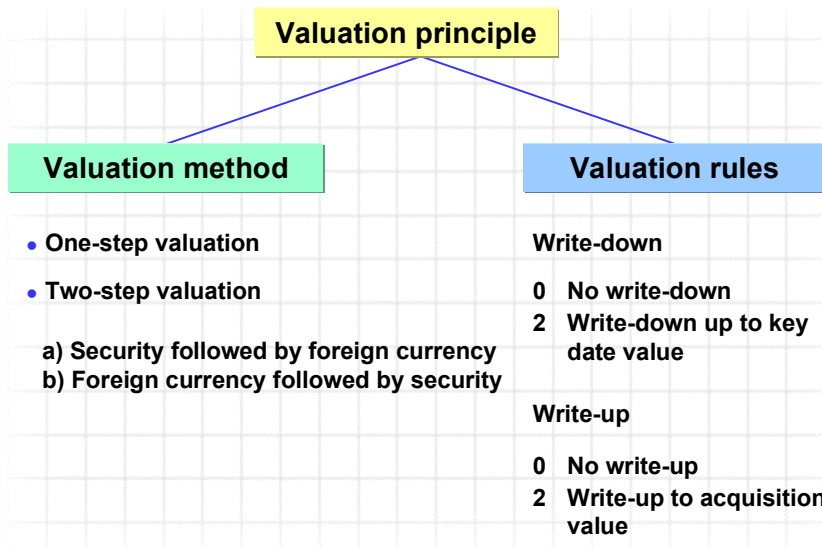 Valuation principle
Valuation method
• One-step valuation
• Two-step valuation
a) Security followed by foreign currency
b) Foreign currency followed by security
Valuation rules
Write-down
0 No write-down
2 Write-down up to key
date value
Write-up
0 No write-up
2 Write-up to acquisition
value